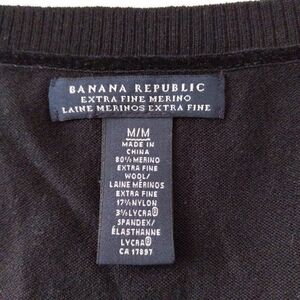 BANANA REPUBLIC
EXTRA FINE MERINO
LAINE MERINOS EXTRA FINE
M/M
MADE IN
CHINA
80% MERINO
EXTRA FINE
WOOL/
LAINE MERINOS
EXTRA FINE
17% NYLON
3% LYCRA®
SPANDEX/
ÉLASTHANNE
LYCRA®
CA 17897